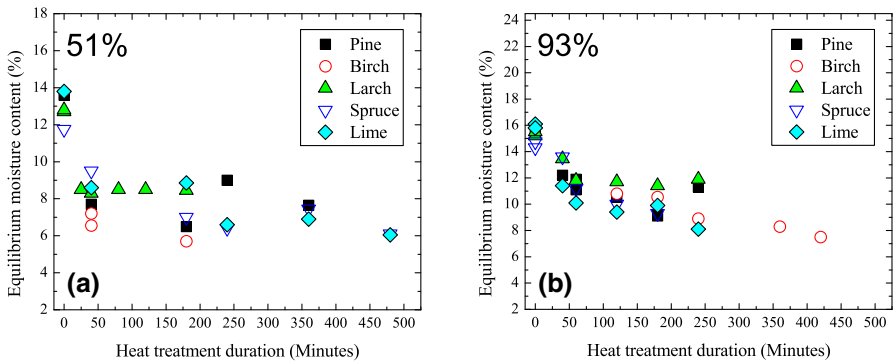 51%
Pine
Birch
Larch
Spruce
Lime
(a)
Equilibrium moisture content (%)
18
16
14
12
10
8
6
4
2
0 50 100 150 200 250 300 350 400 450 500
Heat treatment duration (Minutes)
93%
Pine
Birch
Larch
Spruce
Lime
(b)
Equilibrium moisture content (%)
24
22
20
18
16
14
12
10
8
6
4
2
0 50 100 150 200 250 300 350 400 450 500
Heat treatment duration (Minutes)